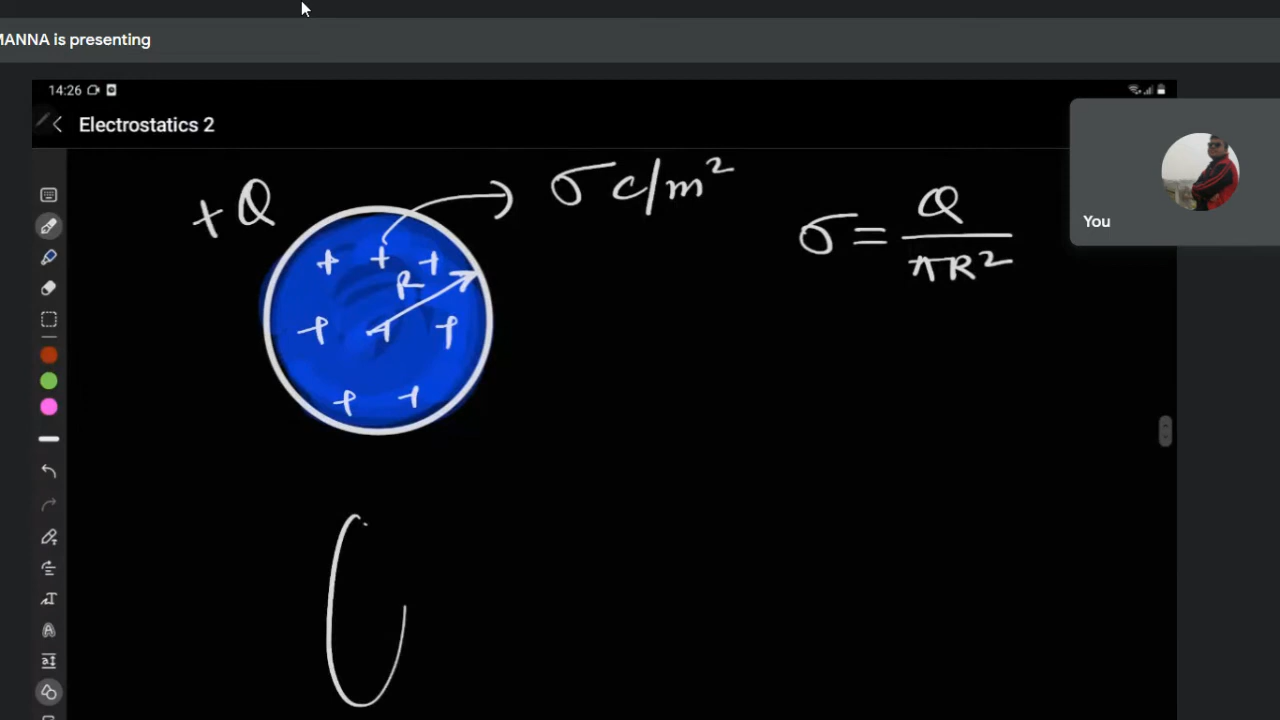 MANNA is presenting
14:26
Electrostatics 2
You
+Q
σ c/m²
σ = Q/πR²
+ + +
R
+ + +
+ +